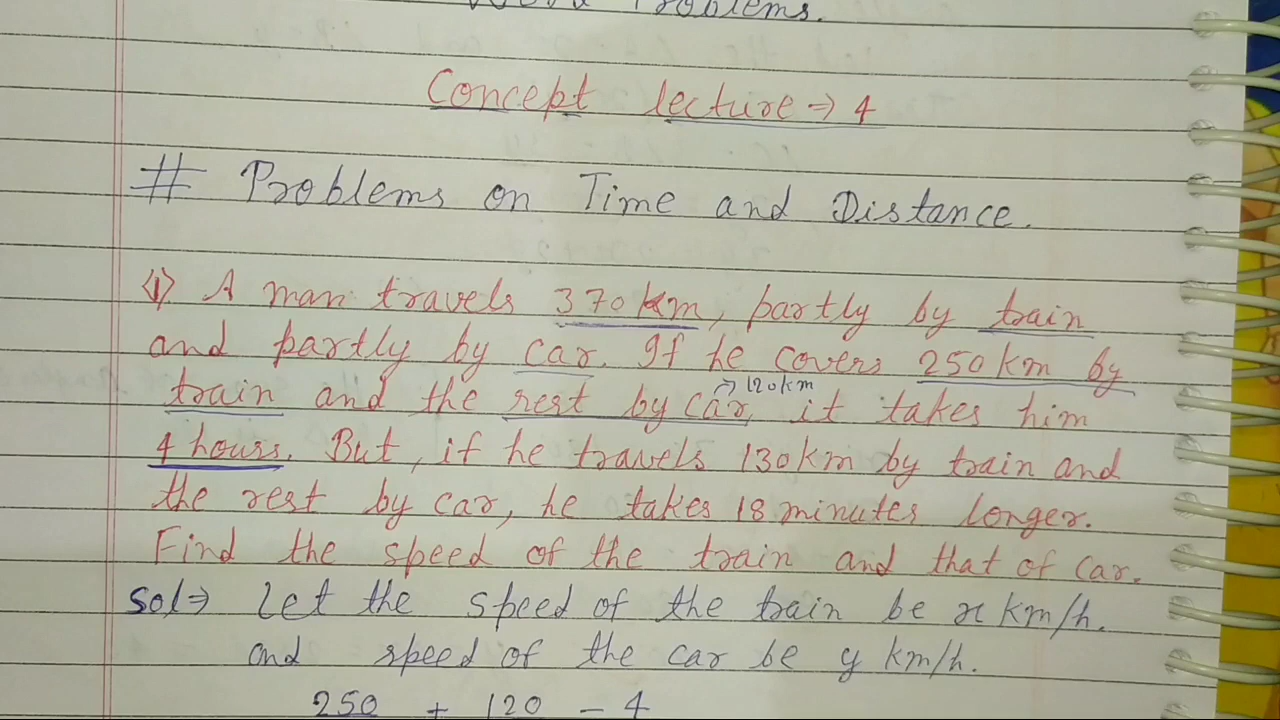 Problems.
Concept lecture → 4
# Problems on Time and Distance.
(1) A man travels 370 km, partly by train
and partly by car. If he covers 250 km by
train and the rest by car, it takes him
→ 120 km
4 hours. But, if he travels 130 km by train and
the rest by car, he takes 18 minutes longer.
Find the speed of the train and that of car.
Sol⇒ Let the speed of the train be x km/h.
and speed of the car be y km/h.
250 + 120 = 4